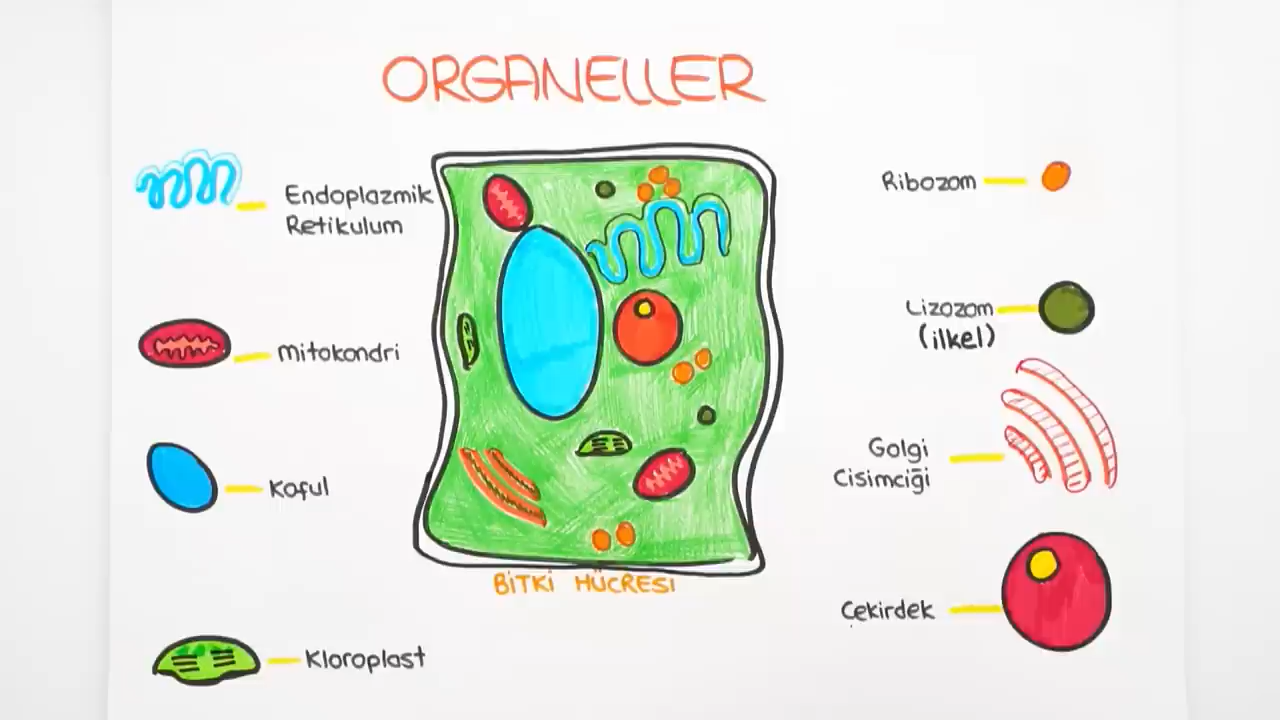 ORGANELLER
Endoplazmik
Retikulum
Mitokondri
Koful
Kloroplast
BİTKİ HÜCRESİ
Ribozom
Lizozom
(ilkel)
Golgi
Cisimciği
Çekirdek